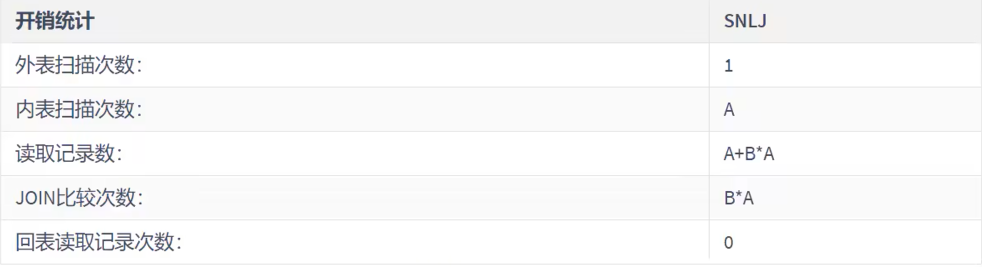 开销统计 SNLJ
外表扫描次数： 1
内表扫描次数： A
读取记录数： A+B*A
JOIN比较次数： B*A
回表读取记录次数： 0